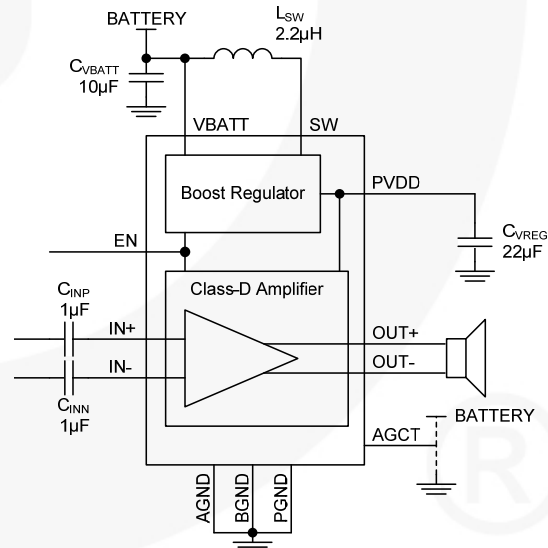 BATTERY
LSW
2.2µH
CVBATT
10µF
VBATT
SW
Boost Regulator
PVDD
CVREG
22µF
EN
Class-D Amplifier
CINP
1µF
IN+
OUT+
IN-
OUT-
CINN
1µF
BATTERY
AGCT
AGND
BGND
PGND
®